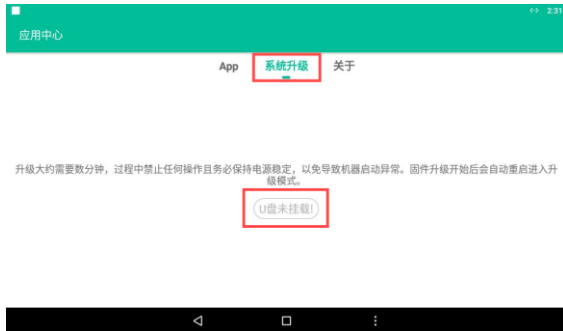 2:31
应用中心
App 系统升级 关于
升级大约需要数分钟，过程中禁止任何操作且务必保持电源稳定，以免导致机器启动异常。固件升级开始后会自动重启进入升
级模式。
U盘未挂载!